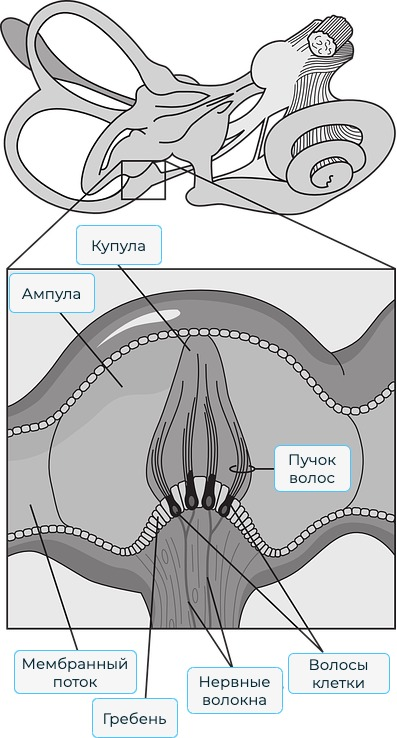 Купула
Ампула
Пучок
волос
Мембранный
поток
Гребень
Нервные
волокна
Волосы
клетки